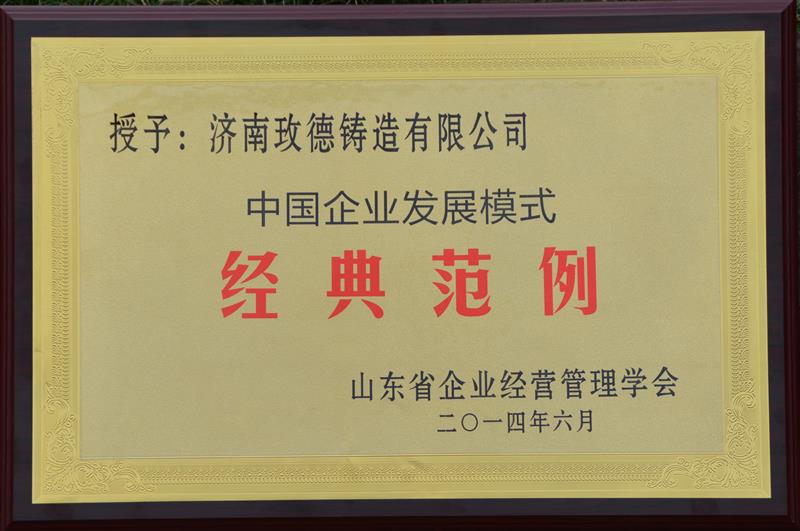 授予：济南玫德铸造有限公司
中国企业发展模式
经典范例
山东省企业经营管理学会
二〇一四年六月